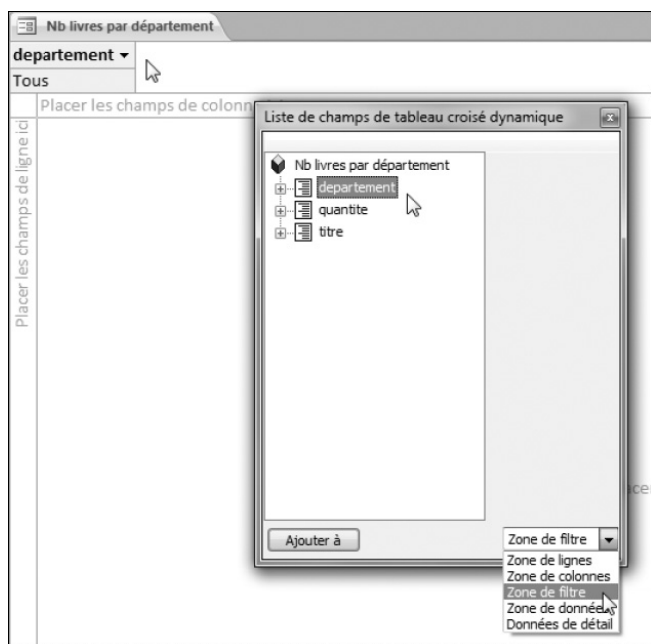 Nb livres par département
departement
Tous
Placer les champs de colonn
Placer les champs de ligne ici
Liste de champs de tableau croisé dynamique
Nb livres par département
departement
quantite
titre
Ajouter à
Zone de filtre
Zone de lignes
Zone de colonnes
Zone de filtre
Zone de données
Données de détail